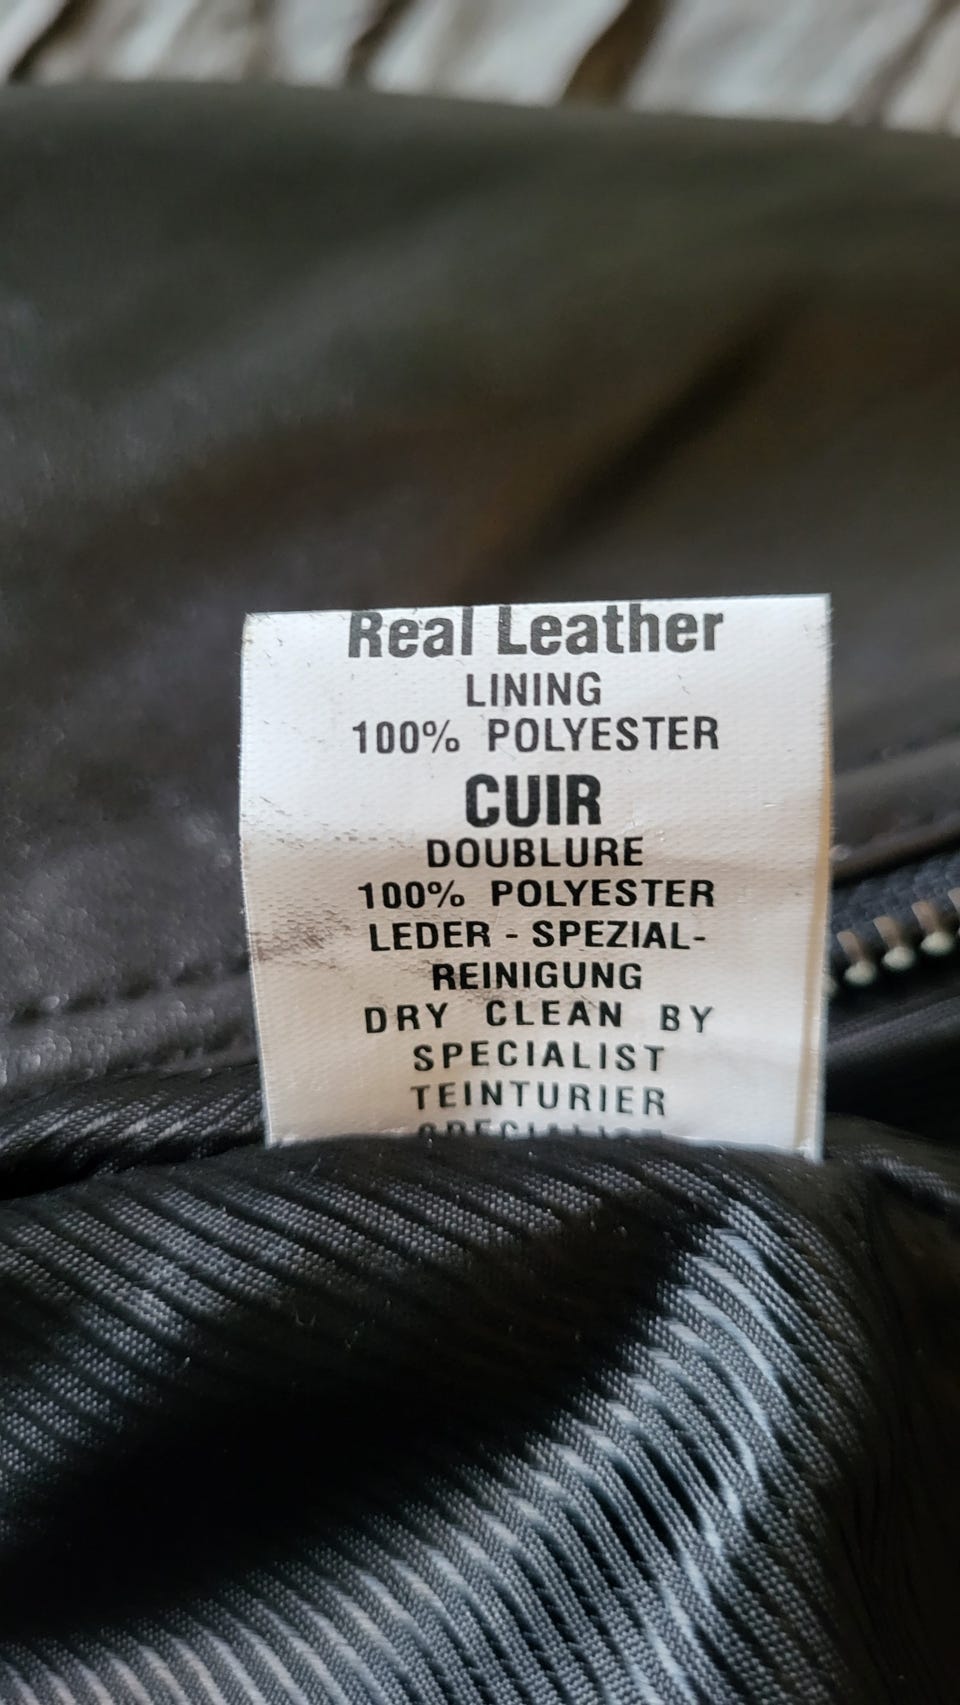 Real Leather
LINING
100% POLYESTER
CUIR
DOUBLURE
100% POLYESTER
LEDER - SPEZIAL-
REINIGUNG
DRY CLEAN BY
SPECIALIST
TEINTURIER